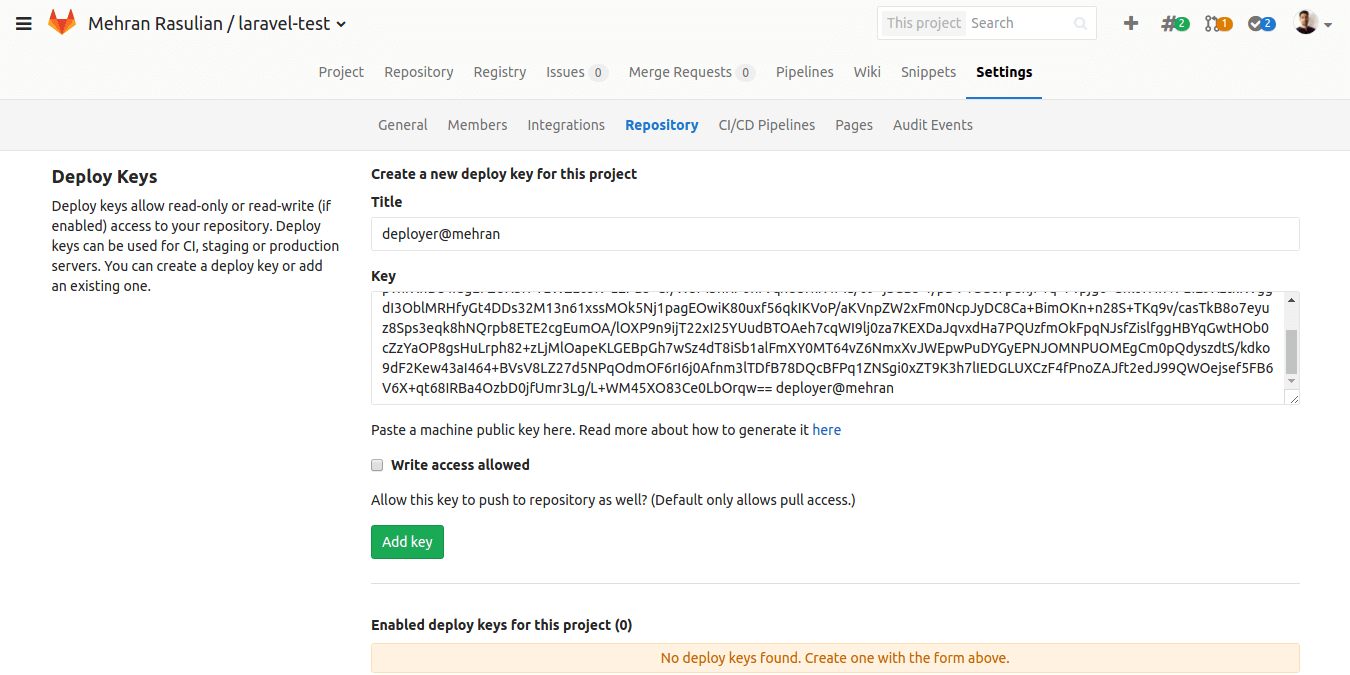 Mehran Rasulian / laravel-test
This project Search
2 1 2
Project Repository Registry Issues 0 Merge Requests 0 Pipelines Wiki Snippets Settings
General Members Integrations Repository CI/CD Pipelines Pages Audit Events
Deploy Keys
Deploy keys allow read-only or read-write (if
enabled) access to your repository. Deploy
keys can be used for CI, staging or production
servers. You can create a deploy key or add
an existing one.
Create a new deploy key for this project
Title
deployer@mehran
Key
dI3OblMRHfyGt4DDs32M13n61xssMOk5Nj1pagEOwiK80uxf56qkIKVoP/aKVnpZW2xFm0NcpJyDC8Ca+BimOKn+n28S+TKq9v/casTkB8o7eyu
z8Sps3eqk8hNQrpb8ETE2cgEumOA/lOXP9n9ijT22xI25YUudBTOAeh7cqWI9lj0za7KEXDaJqvxdHa7PQUzfmOkFpqNJsfZislfggHBYqGwtHOb0
cZzYaOP8gsHuLrph82+zLjMlOapeKLGEBpGh7wSz4dT8iSb1alFmXY0MT64vZ6NmxXvJWEpwPuDYGyEPNJOMNPUOMEgCm0pQdyszdtS/kdko
9dF2Kew43aI464+BVsV8LZ27d5NPqOdmOF6rI6j0Afnm3lTDfB78DQcBFPq1ZNSgi0xZT9K3h7lIEDGLUXCzF4fPnoZAJft2edJ99QWOejsef5FB6
V6X+qt68IRBa4OzbD0jfUmr3Lg/L+WM45XO83Ce0LbOrqw== deployer@mehran
Paste a machine public key here. Read more about how to generate it here
Write access allowed
Allow this key to push to repository as well? (Default only allows pull access.)
Add key
Enabled deploy keys for this project (0)
No deploy keys found. Create one with the form above.